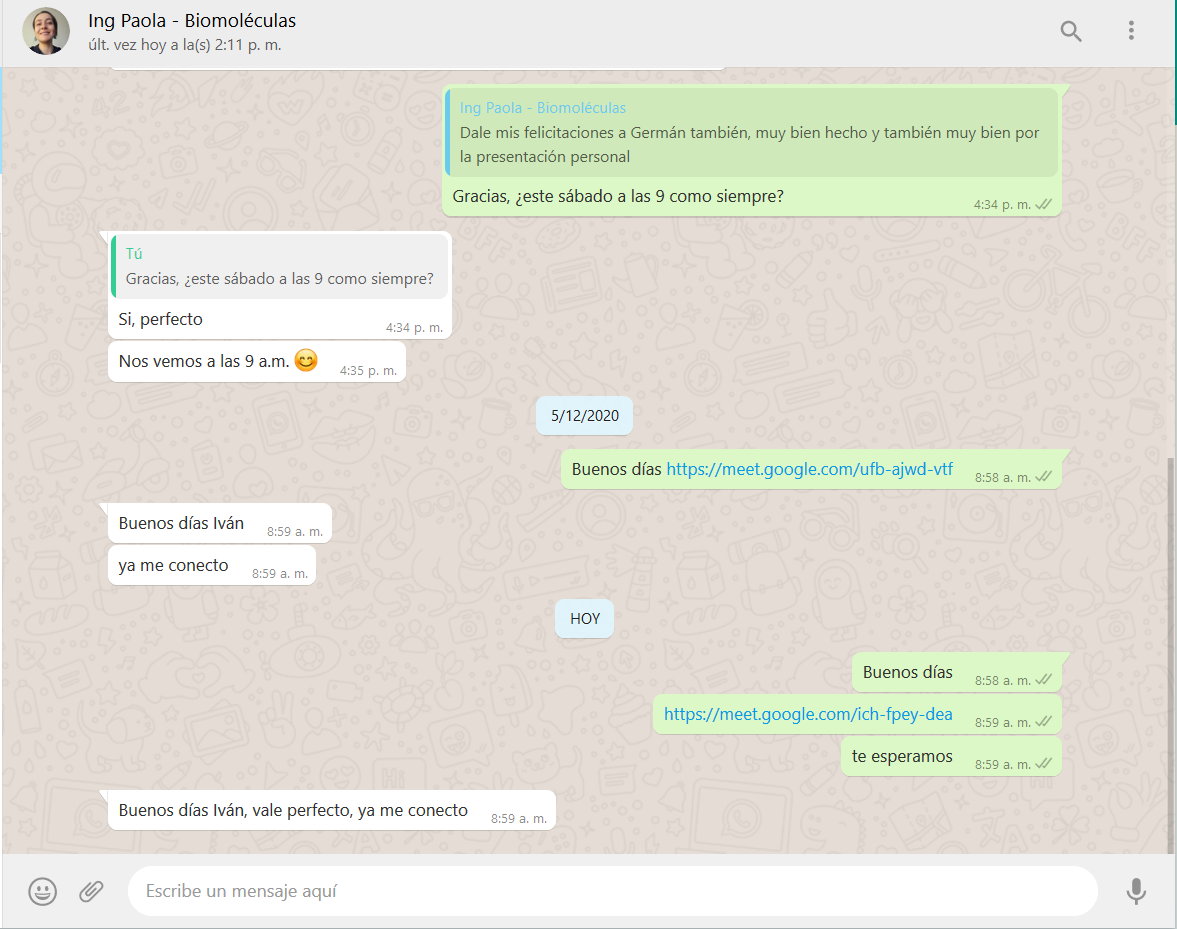 Ing Paola - Biomoléculas
últ. vez hoy a la(s) 2:11 p. m.
Ing Paola - Biomoléculas
Dale mis felicitaciones a Germán también, muy bien hecho y también muy bien por
la presentación personal
Gracias, ¿este sábado a las 9 como siempre?
4:34 p. m.
Tú
Gracias, ¿este sábado a las 9 como siempre?
Si, perfecto
4:34 p. m.
Nos vemos a las 9 a.m. 😊
4:35 p. m.
5/12/2020
Buenos días https://meet.google.com/ufb-ajwd-vtf
8:58 a. m.
Buenos días Iván
8:59 a. m.
ya me conecto
8:59 a. m.
HOY
Buenos días
8:58 a. m.
https://meet.google.com/ich-fpey-dea
8:59 a. m.
te esperamos
8:59 a. m.
Buenos días Iván, vale perfecto, ya me conecto
8:59 a. m.
Escribe un mensaje aquí